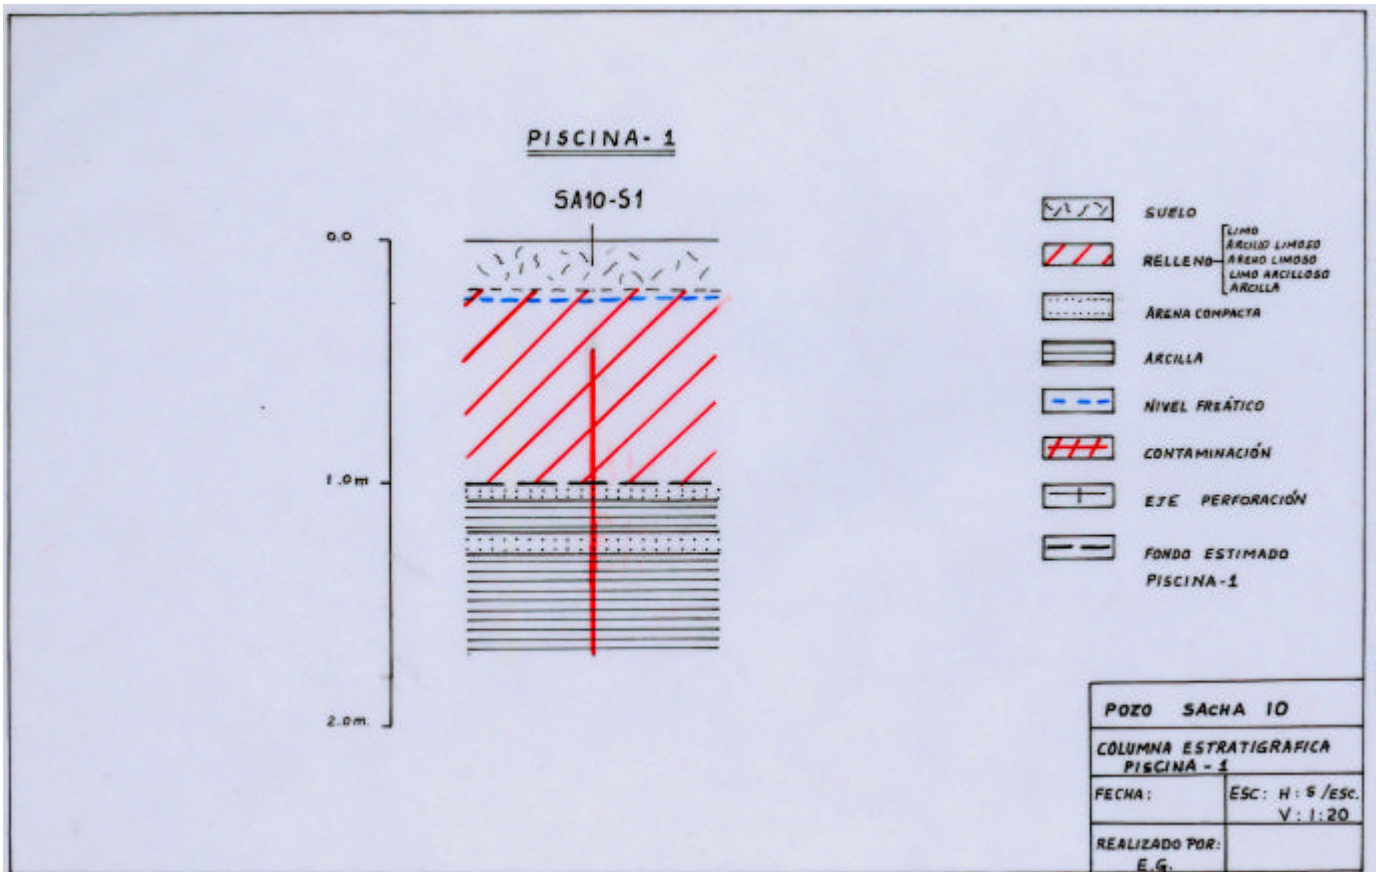 PISCINA-1
SA10-S1
0,0
1.0m
2.0m.
SUELO
RELLENO
LIMO
ARCILLO LIMOSO
ARENO LIMOSO
LIMO ARCILLOSO
ARCILLA
ARENA COMPACTA
ARCILLA
NIVEL FREÁTICO
CONTAMINACIÓN
EJE PERFORACIÓN
FONDO ESTIMADO
PISCINA-1
POZO SACHA 10
COLUMNA ESTRATIGRAFICA
PISCINA-1
FECHA:
ESC: H: S/ESC.
V: 1:20
REALIZADO POR:
E.G.